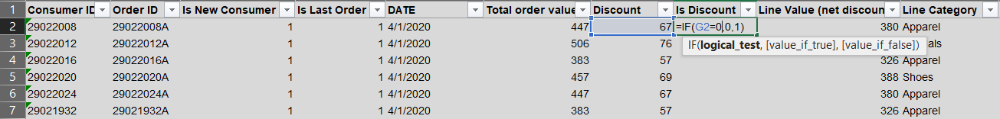 1 Consumer ID Order ID Is New Consumer Is Last Order DATE Total order value Discount Is Discount Line Value (net discoun Line Category
2 29022008 29022008A 1 1 4/1/2020 447 67 =IF(G2=0,0,1) 380 Apparel
3 29022012 29022012A 1 1 4/1/2020 506 76
IF(logical_test, [value_if_true], [value_if_false])
4 29022016 29022016A 1 1 4/1/2020 383 57 326 Apparel
5 29022020 29022020A 1 1 4/1/2020 457 69 388 Shoes
6 29022024 29022024A 1 1 4/1/2020 447 67 380 Apparel
7 29021932 29021932A 1 1 4/1/2020 383 57 326 Apparel